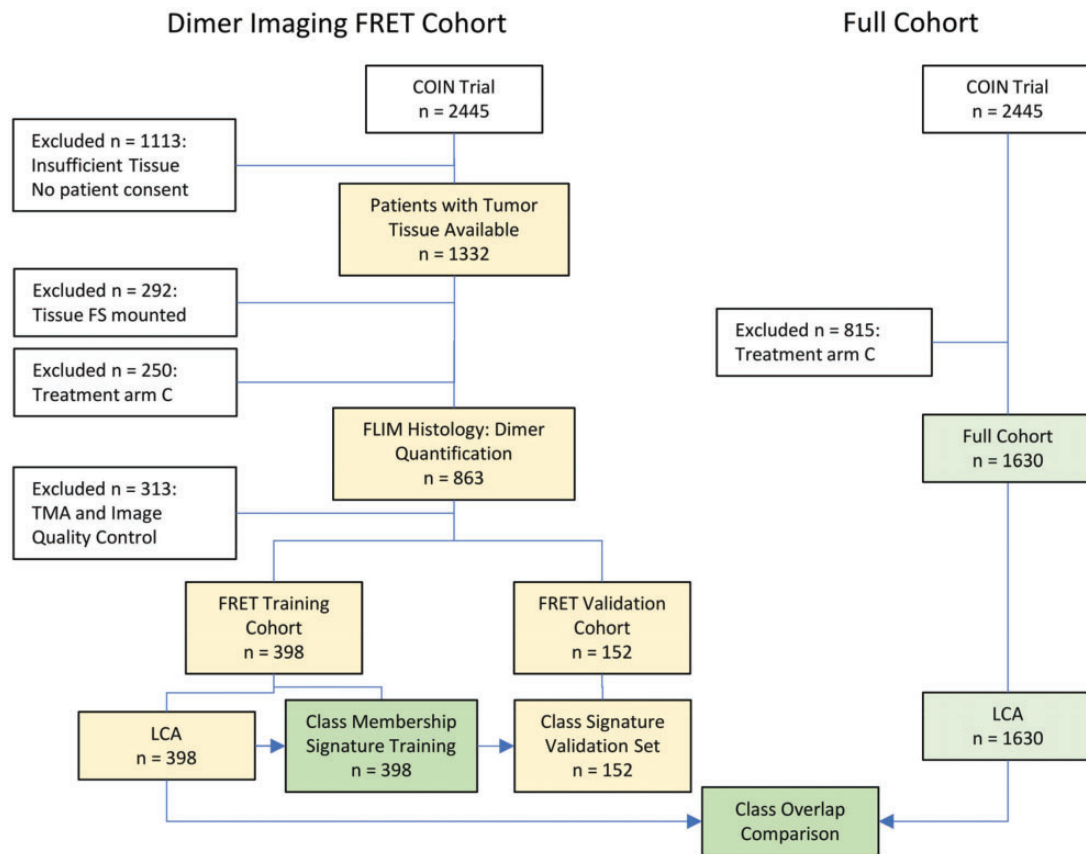 Dimer Imaging FRET Cohort
Full Cohort
COIN Trial
n = 2445
COIN Trial
n = 2445
Excluded n = 1113:
Insufficient Tissue
No patient consent
Patients with Tumor
Tissue Available
n = 1332
Excluded n = 292:
Tissue FS mounted
Excluded n = 815:
Treatment arm C
Excluded n = 250:
Treatment arm C
FLIM Histology: Dimer
Quantification
n = 863
Full Cohort
n = 1630
Excluded n = 313:
TMA and Image
Quality Control
FRET Training
Cohort
n = 398
FRET Validation
Cohort
n = 152
LCA
n = 398
Class Membership
Signature Training
n = 398
Class Signature
Validation Set
n = 152
LCA
n = 1630
Class Overlap
Comparison